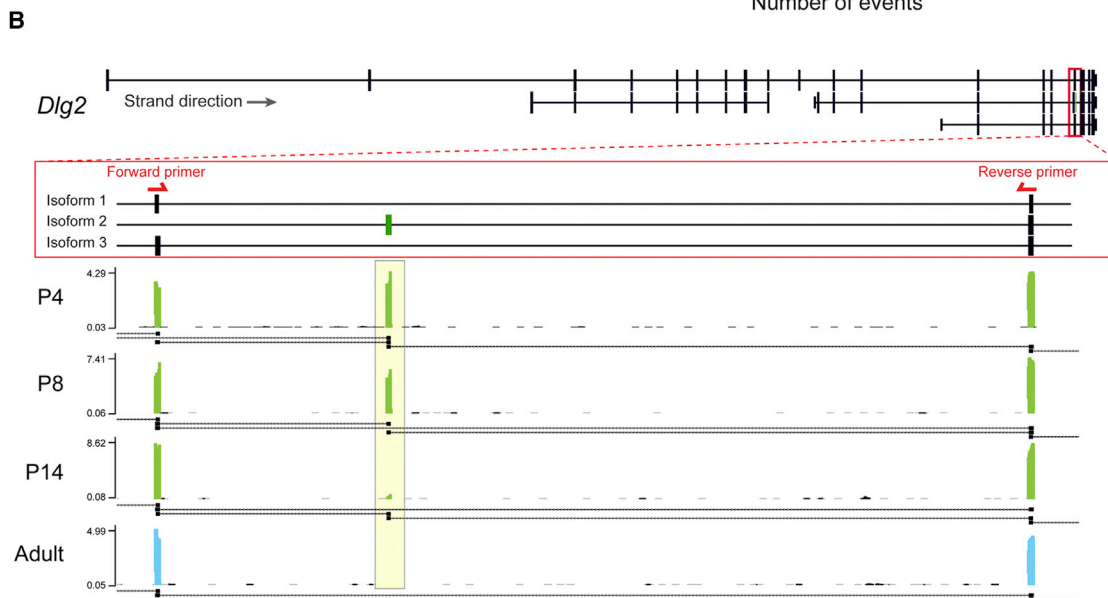 Number of events
B
Dlg2
Strand direction
Forward primer
Reverse primer
Isoform 1
Isoform 2
Isoform 3
P4
4.29
0.03
P8
7.41
0.06
P14
8.62
0.08
Adult
4.99
0.05